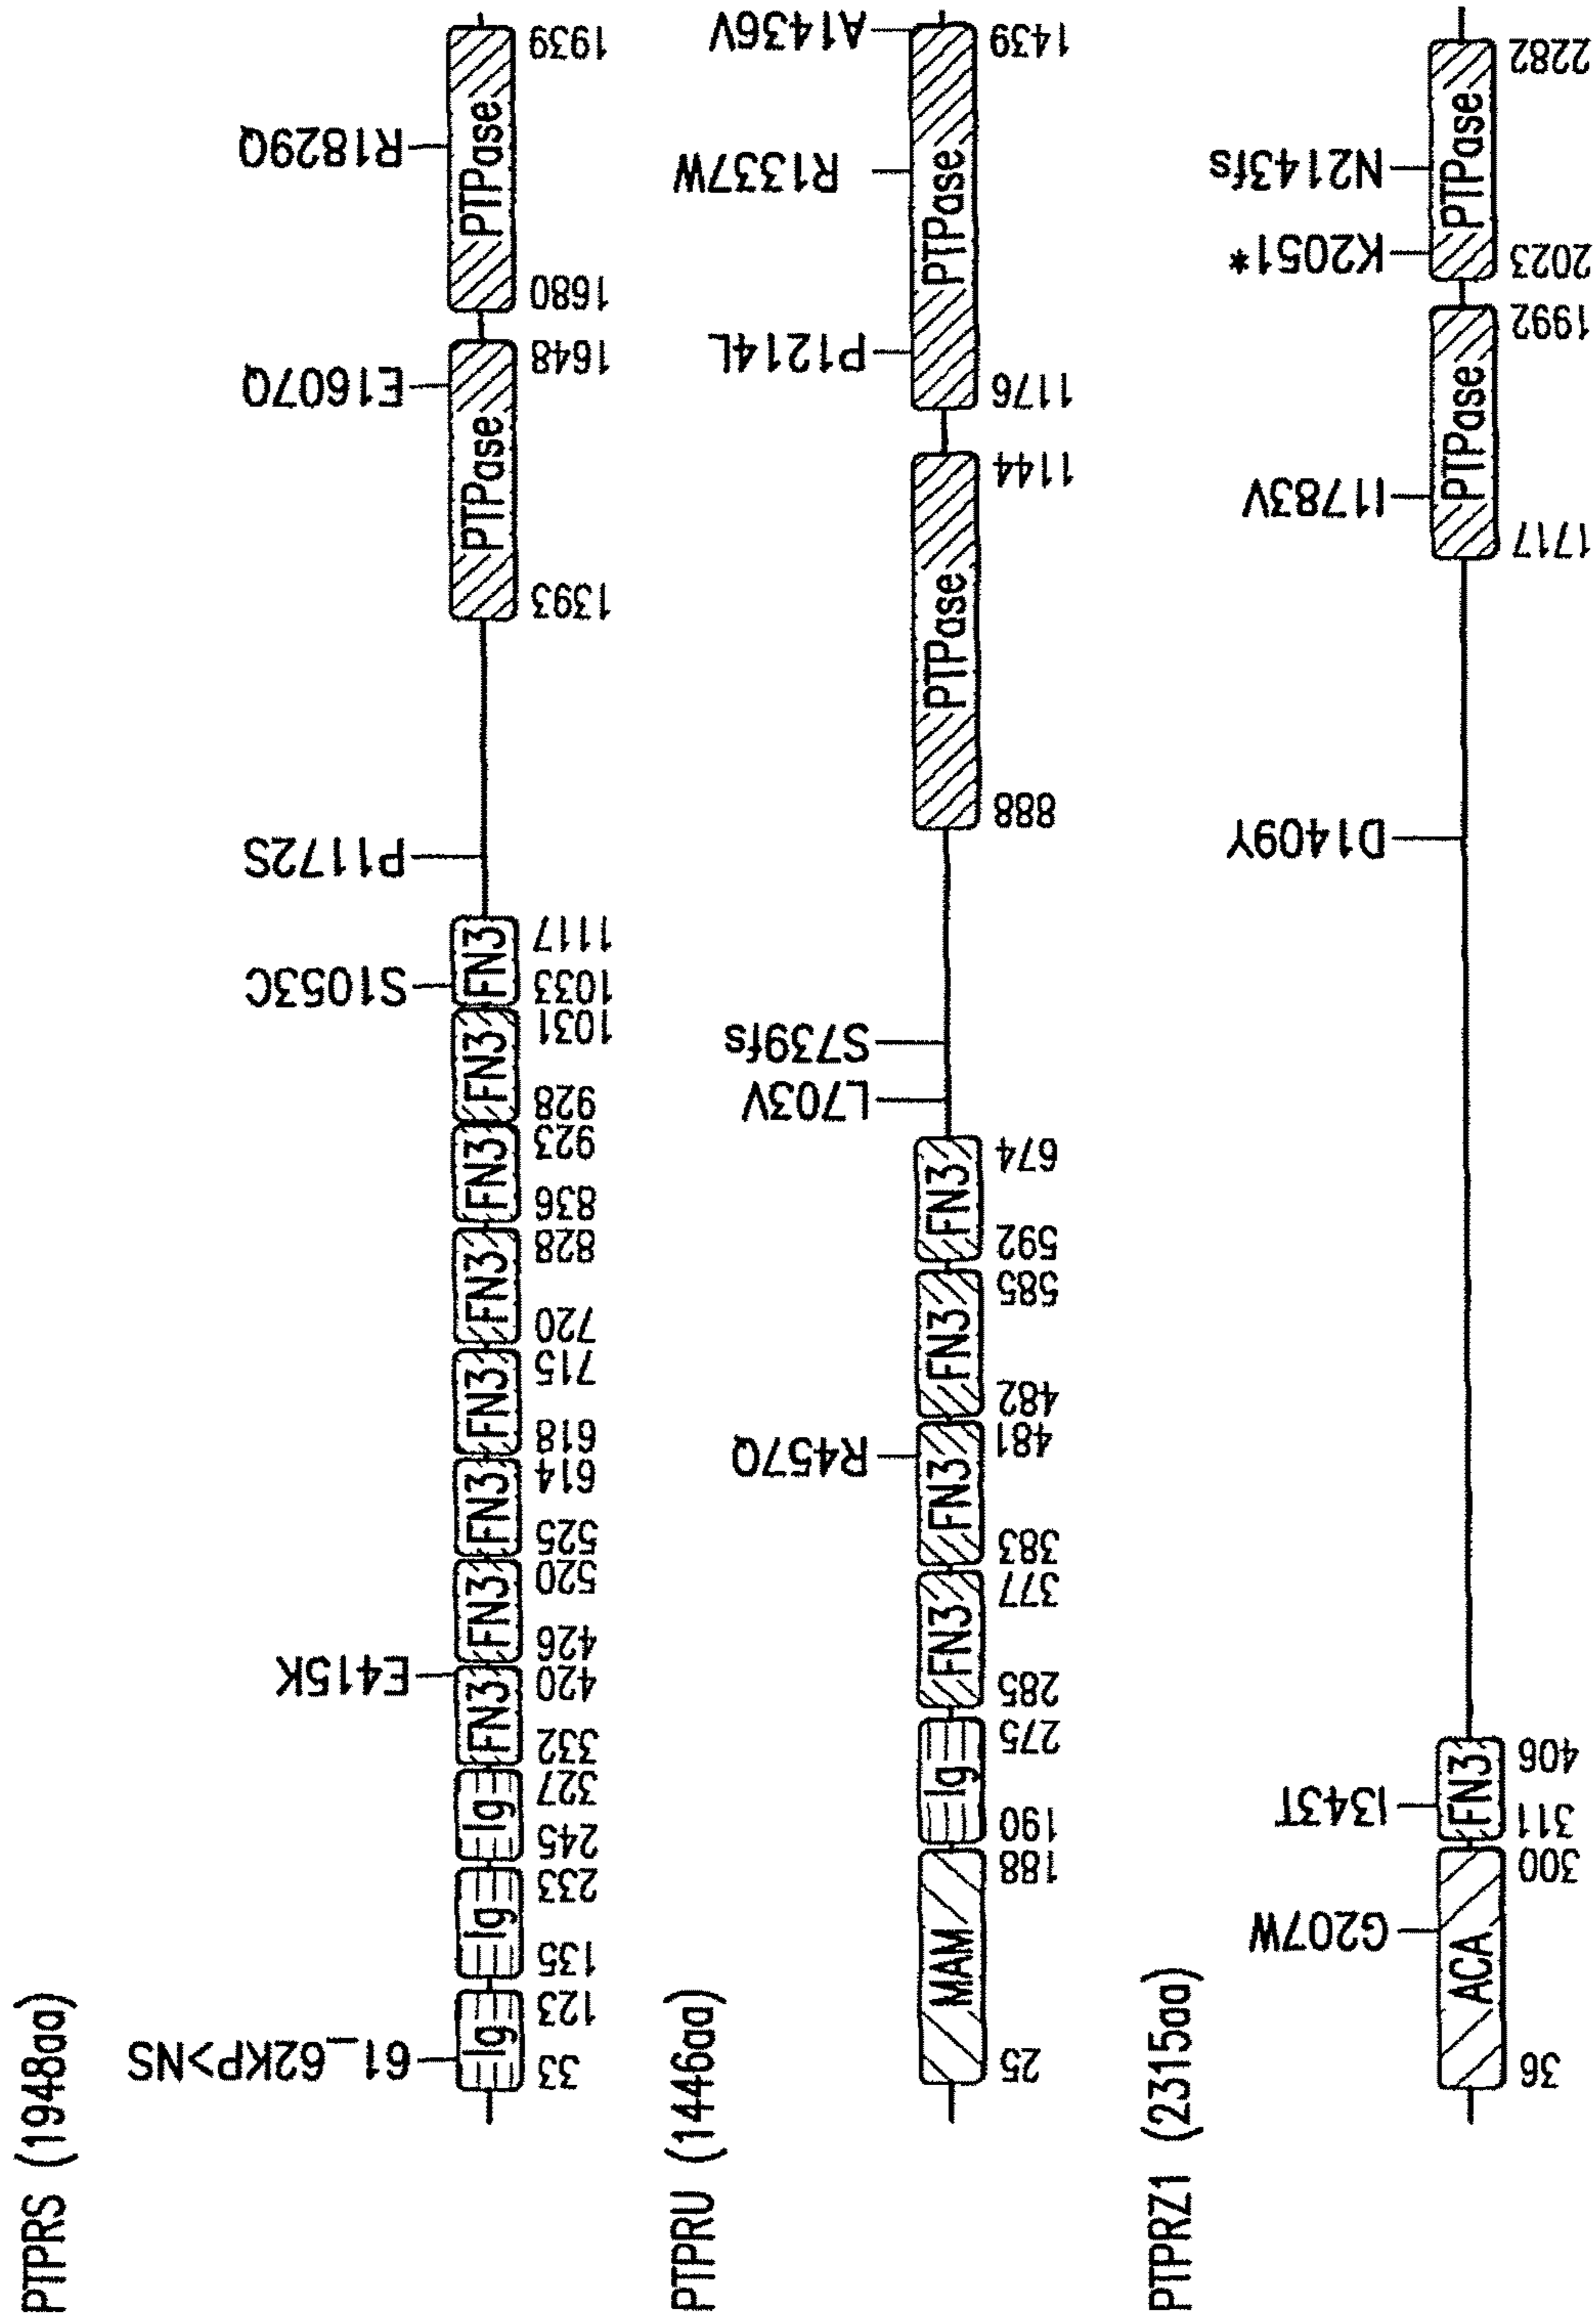 PTPRS (1948aa)
61_62KP>NS
E415K
S1053C
P1172S
E1607Q
R1829Q
Ig
Ig
Ig
FN3
FN3
FN3
FN3
FN3
FN3
FN3
FN3
PTPase
PTPase
33
123
135
233
245
327
332
420
426
520
525
614
618
715
720
828
836
923
928
1031
1033
1117
1393
1648
1680
1939
PTPRU (1446aa)
R457Q
L703V
S739fs
P1214L
R1337W
A1436V
MAM
Ig
FN3
FN3
FN3
FN3
PTPase
PTPase
25
188
190
275
285
377
383
481
482
585
592
674
888
1144
1176
1439
PTPRZ1 (2315aa)
G207W
I343T
D1409Y
I1783V
K2051*
N2143fs
ACA
FN3
PTPase
PTPase
36
300
311
406
1717
1992
2023
2282